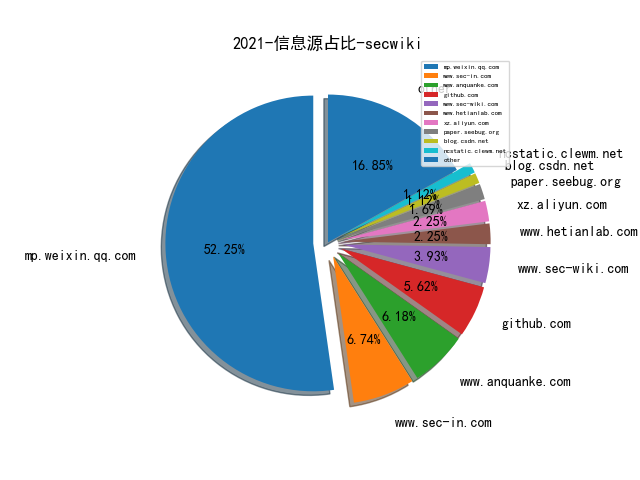 2021-信息源占比-secwiki
mp.weixin.qq.com
www.sec-in.com
www.anquanke.com
github.com
www.sec-wiki.com
www.hetianlab.com
xz.aliyun.com
paper.seebug.org
blog.csdn.net
ncstatic.clewm.net
other
16.85%
ncstatic.clewm.net
blog.csdn.net
1.12%
paper.seebug.org
1.12%
xz.aliyun.com
1.69%
2.25%
www.hetianlab.com
2.25%
mp.weixin.qq.com
52.25%
3.93%
www.sec-wiki.com
5.62%
6.18%
github.com
6.74%
www.anquanke.com
www.sec-in.com